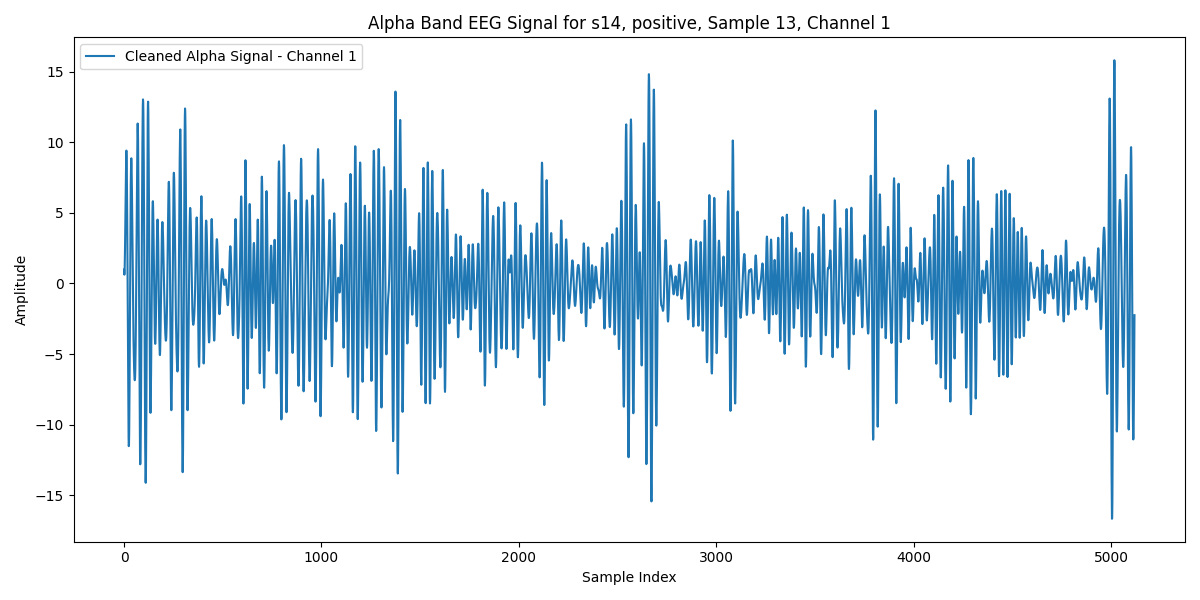 Alpha Band EEG Signal for s14, positive, Sample 13, Channel 1
Cleaned Alpha Signal - Channel 1
Amplitude
15
10
5
0
−5
−10
−15
0 1000 2000 3000 4000 5000
Sample Index